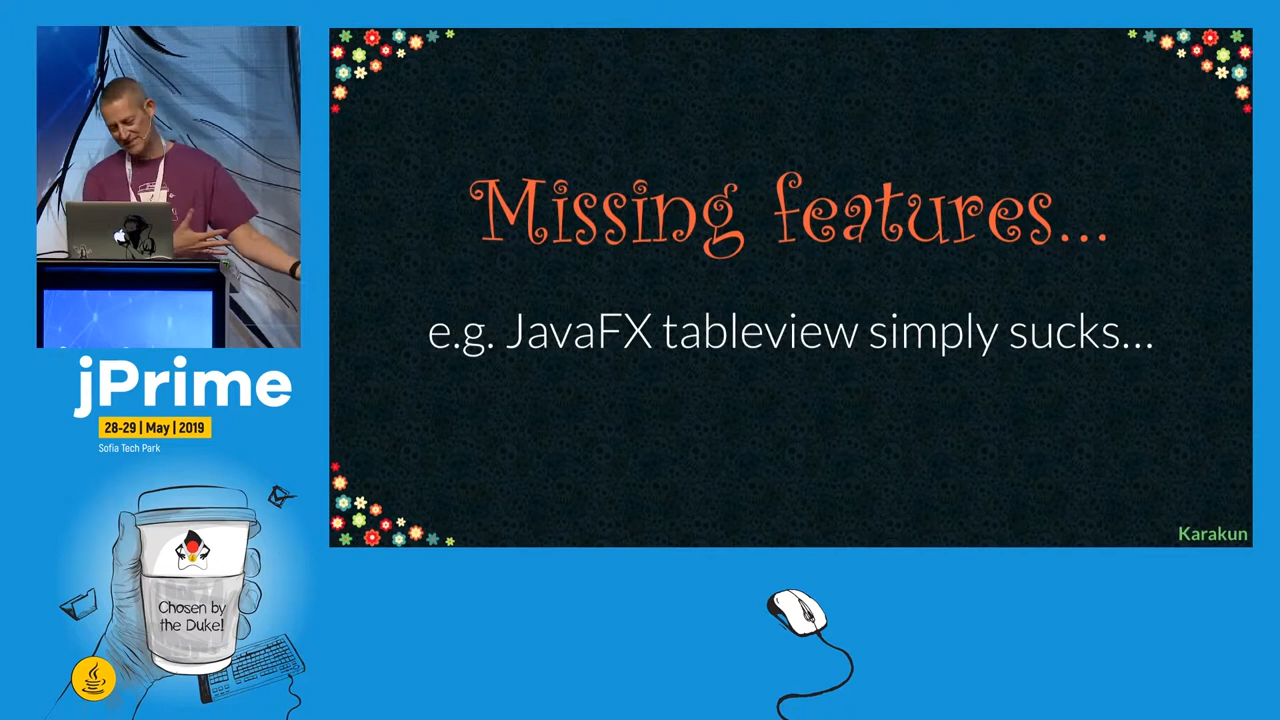 Missing features...
e.g. JavaFX tableview simply sucks...
Karakun
jPrime
28-29 | May | 2019
Sofia Tech Park
Chosen by
the Duke!